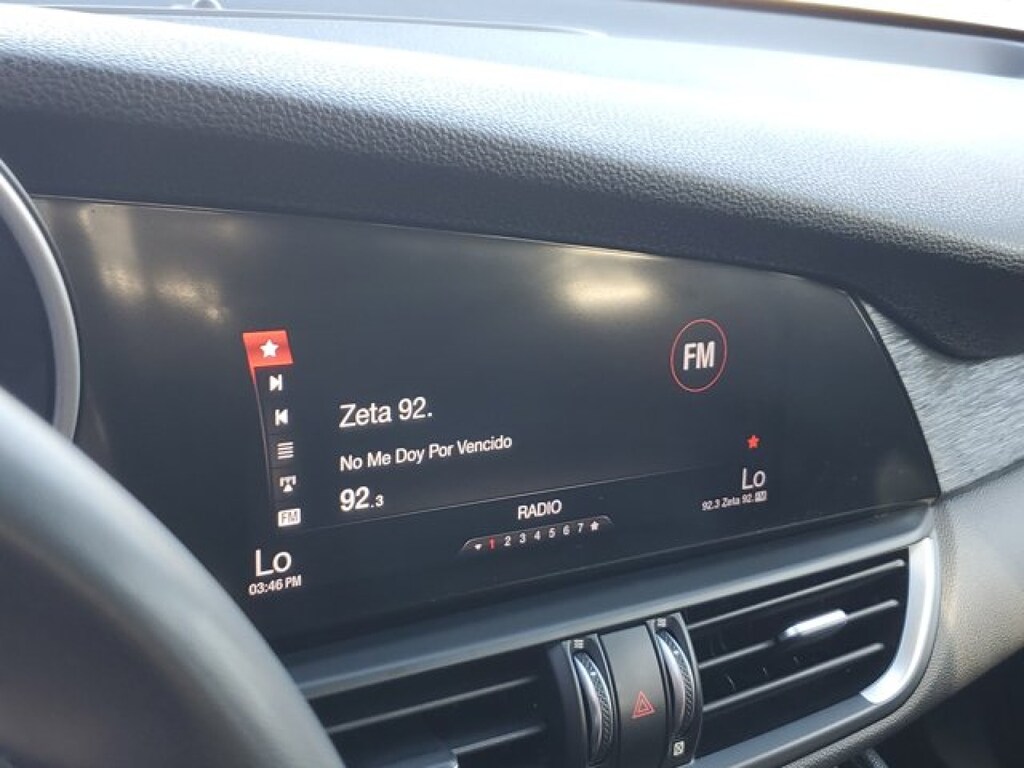 FM
Zeta 92.
No Me Doy Por Vencido
92.3
FM
RADIO
1 2 3 4 5 6 7
Lo
92.3 Zeta 92.
Lo
03:46 PM